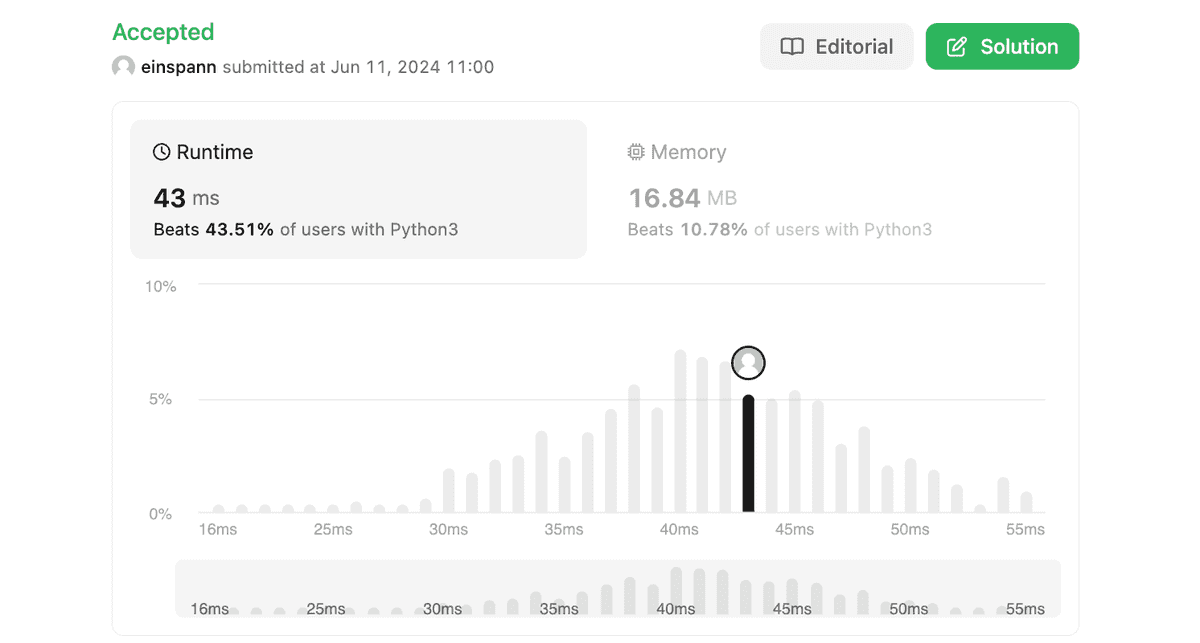 Accepted
einspann submitted at Jun 11, 2024 11:00
Editorial
Solution
Runtime
43 ms
Beats 43.51% of users with Python3
Memory
16.84 MB
Beats 10.78% of users with Python3
10%
5%
0%
16ms 25ms 30ms 35ms 40ms 45ms 50ms 55ms
16ms 25ms 30ms 35ms 40ms 45ms 50ms 55ms